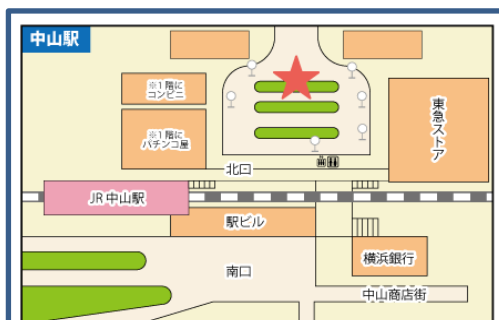 中山駅
※1階に
コンビニ
※1階に
パチンコ屋
東急ストア
北口
JR中山駅
駅ビル
横浜銀行
南口
中山商店街